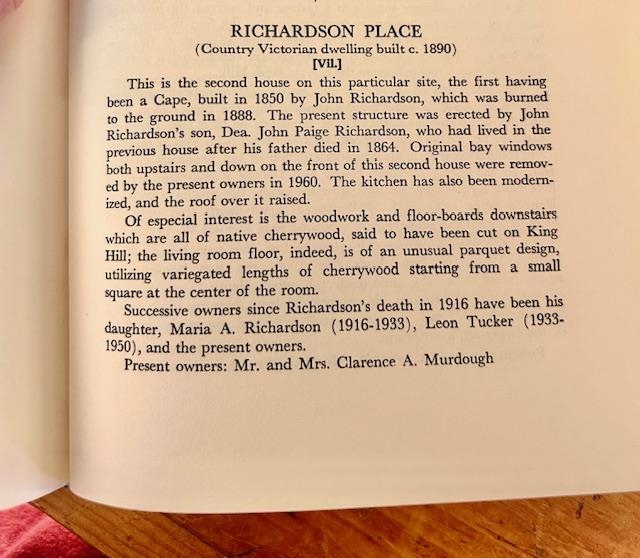 RICHARDSON PLACE
(Country Victorian dwelling built c. 1890)
[Vil.]
This is the second house on this particular site, the first having
been a Cape, built in 1850 by John Richardson, which was burned
to the ground in 1888. The present structure was erected by John
Richardson's son, Dea. John Paige Richardson, who had lived in the
previous house after his father died in 1864. Original bay windows
both upstairs and down on the front of this second house were remov-
ed by the present owners in 1960. The kitchen has also been modern-
ized, and the roof over it raised.
Of especial interest is the woodwork and floor-boards downstairs
which are all of native cherrywood, said to have been cut on King
Hill; the living room floor, indeed, is of an unusual parquet design,
utilizing variegated lengths of cherrywood starting from a small
square at the center of the room.
Successive owners since Richardson's death in 1916 have been his
daughter, Maria A. Richardson (1916-1933), Leon Tucker (1933-
1950), and the present owners.
Present owners: Mr. and Mrs. Clarence A. Murdough